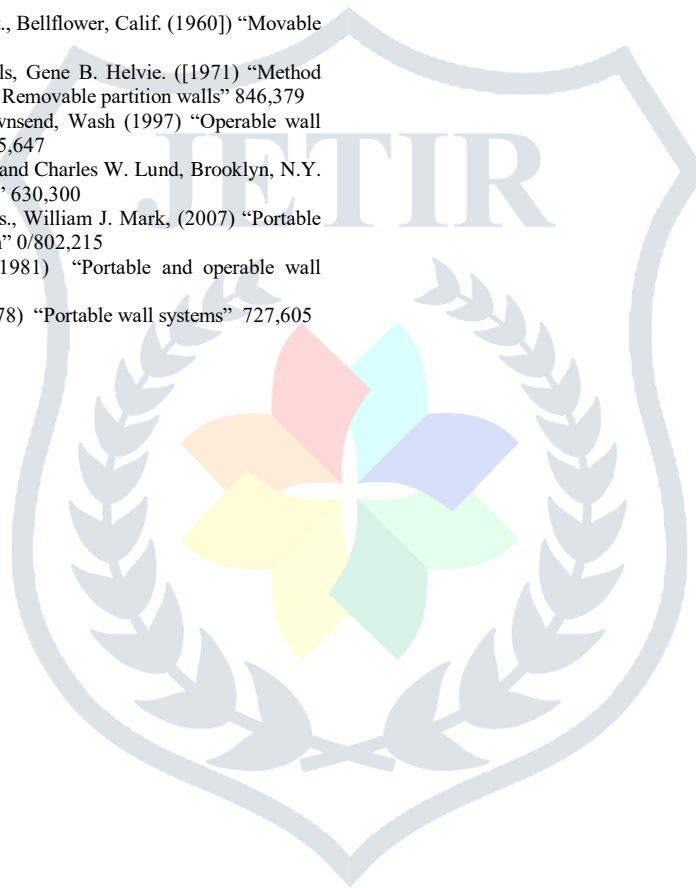 ., Bellflower, Calif. (1960]) “Movable
ls, Gene B. Helvie. ([1971) “Method
Removable partition walls” 846,379
wnsend, Wash (1997) “Operable wall
5,647
and Charles W. Lund, Brooklyn, N.Y.
” 630,300
s., William J. Mark, (2007) “Portable
” 0/802,215
1981) “Portable and operable wall
78) “Portable wall systems” 727,605
JETIR